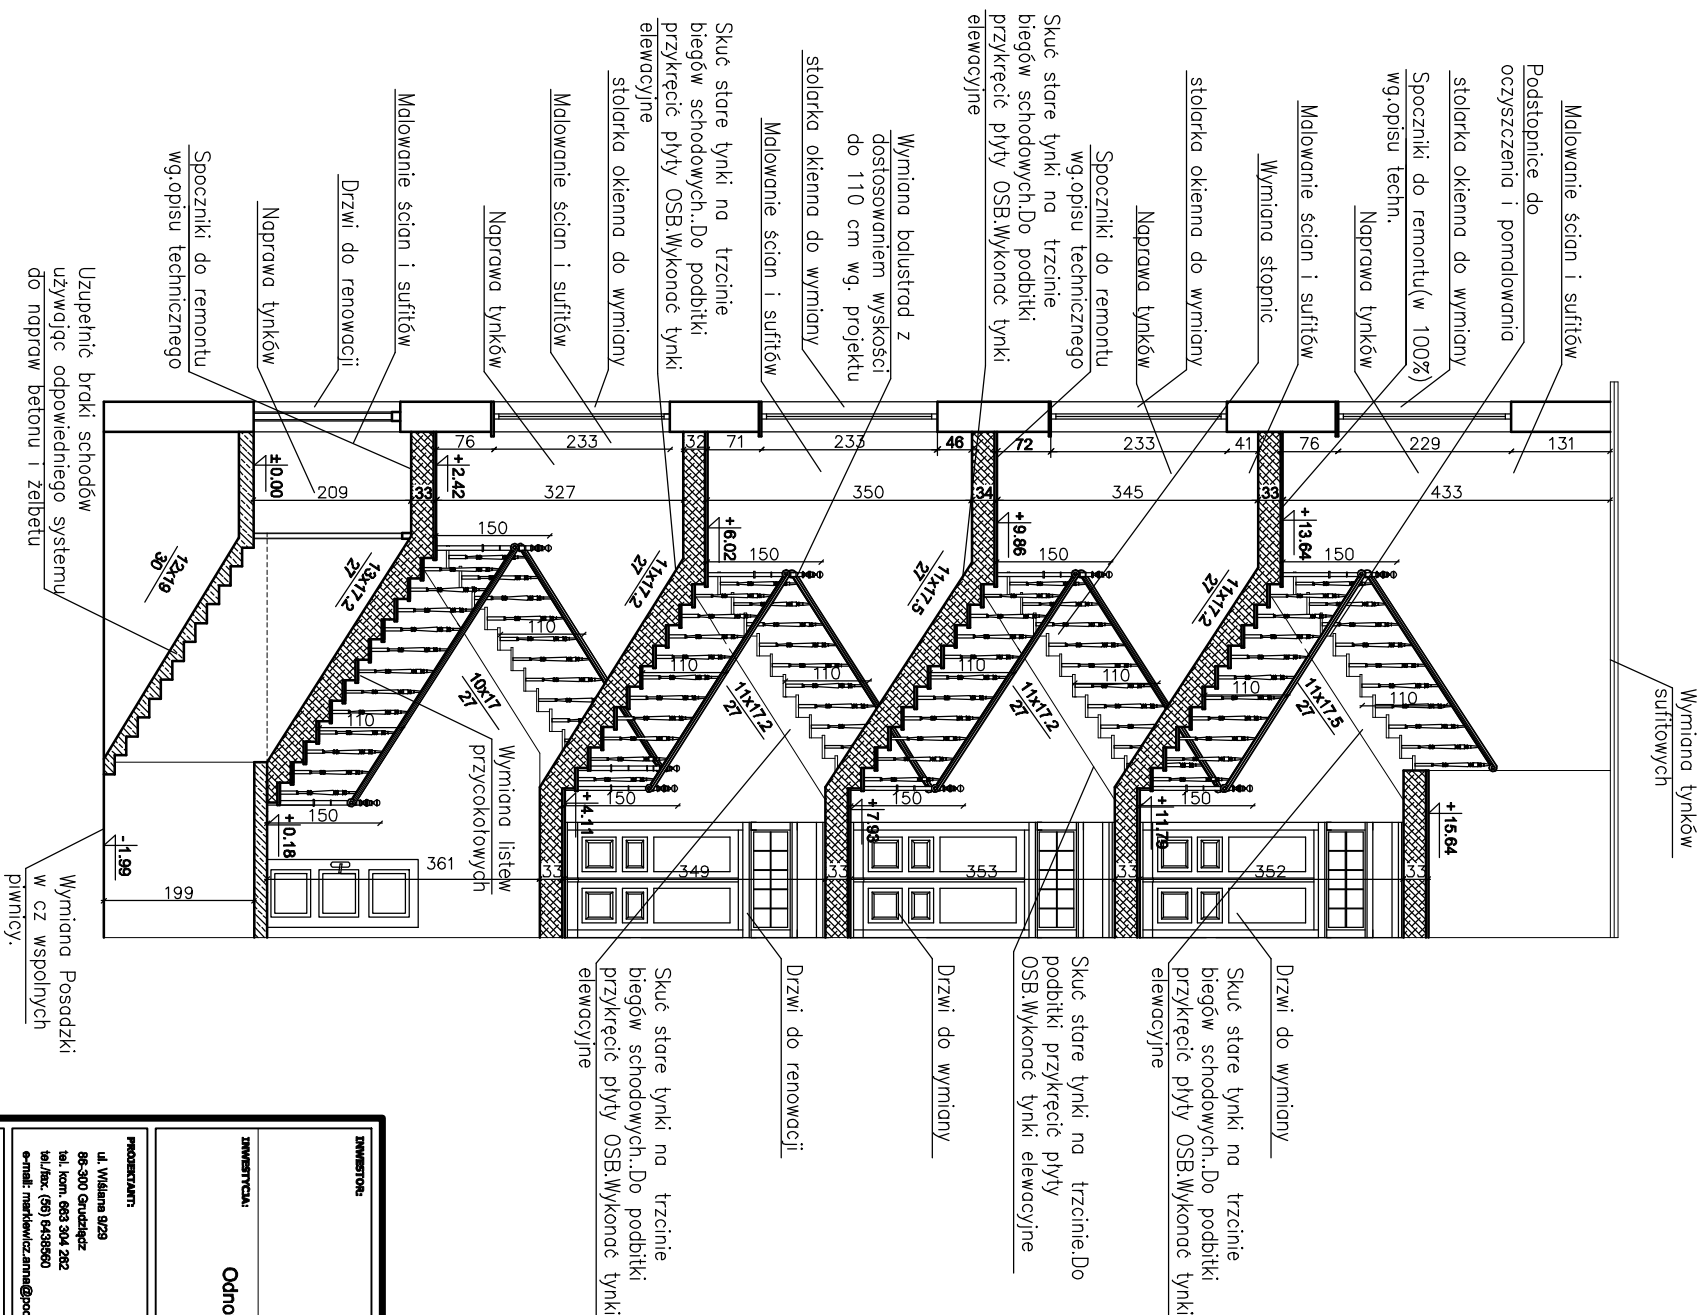 Wymiana tynków
sufitowych
Malowanie ścian i sufitów
Podstopnice do
oczyszczenia i pomalowania
stolarka okienna do wymiany
Spoczniki do remontu(w 100%)
wg.opisu techn.
Naprawa tynków
Malowanie ścian i sufitów
Wymiana stopnic
stolarka okienna do wymiany
Naprawa tynków
Spoczniki do remontu
wg.opisu technicznego
Skuć stare tynki na trzcinie
biegów schodowych.Do podbitki
przykręcić płyty OSB.Wykonać tynki
elewacyjne
Wymiana balustrad z
dostosowaniem wyskości
do 110 cm wg. projektu
stolarka okienna do wymiany
Malowanie ścian i sufitów
Skuć stare tynki na trzcinie
biegów schodowych..Do podbitki
przykręcić płyty OSB.Wykonać tynki
elewacyjne
stolarka okienna do wymiany
Malowanie ścian i sufitów
Naprawa tynków
Malowanie ścian i sufitów
Drzwi do renowacji
Naprawa tynków
Spoczniki do remontu
wg.opisu technicznego
Uzupełnić braki schodów
używając odpowiedniego systemu
do napraw betonu i żelbetu
131
229
76
41
233
72
46
233
71
32
233
76
433
33
345
34
350
327
33
209
+13.64
+9.86
+6.02
+2.42
±0.00
150
150
150
150
11x17.5
27
11x17.2
27
11x17.2
27
11x17.5
27
11x17.2
27
11x17.2
27
10x17
27
13x17.2
27
12x19
30
110
110
110
110
110
110
110
Wymiana listew
przycokołowych
150
150
150
150
+15.64
+11.79
+7.93
+4.11
+0.18
-1.99
33
352
33
353
33
349
33
361
199
Drzwi do wymiany
Skuć stare tynki na trzcinie
biegów schodowych..Do podbitki
przykręcić płyty OSB.Wykonać tynki
elewacyjne
Skuć stare tynki na trzcinie.Do
podbitki przykręcić płyty
OSB.Wykonać tynki elewacyjne
Drzwi do wymiany
Drzwi do renowacji
Skuć stare tynki na trzcinie
biegów schodowych..Do podbitki
przykręcić płyty OSB.Wykonać tynki
elewacyjne
Wymiana Posadzki
w cz wspolnych
piwnicy.
INWESTOR:
INWESTYCJA:
Odno
PROJEKTANT:
ul. Wiślana 9/29
86-300 Grudziądz
tel. kom. 663 304 262
tel./fax. (56) 6438560
e-mail: markiewicz.anna@poc